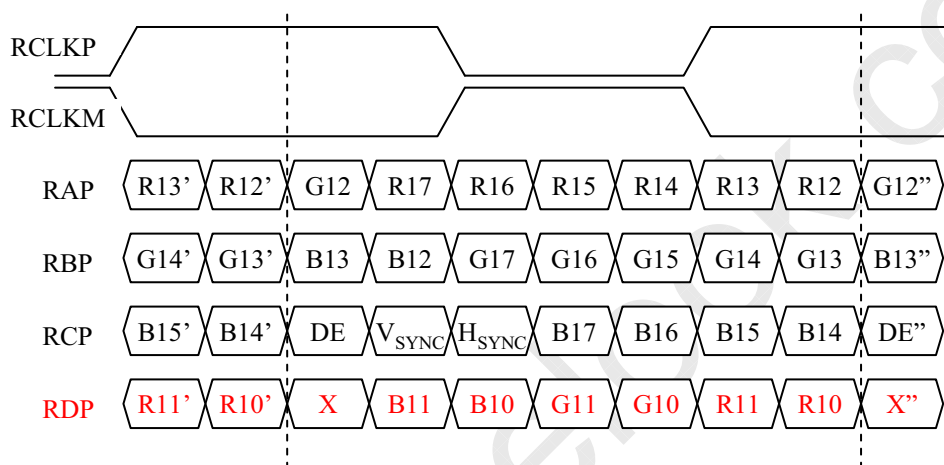 RCLKP
RCLKM
RAP R13’ R12’ G12 R17 R16 R15 R14 R13 R12 G12”
RBP G14’ G13’ B13 B12 G17 G16 G15 G14 G13 B13”
RCP B15’ B14’ DE VSYNC HSYNC B17 B16 B15 B14 DE”
RDP R11’ R10’ X B11 B10 G11 G10 R11 R10 X”